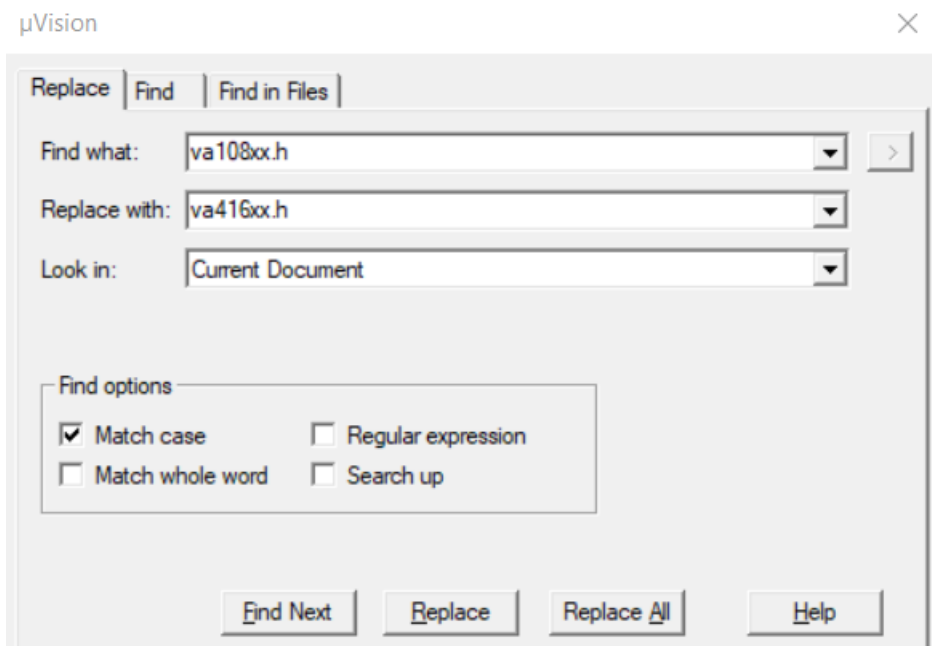 µVision
Replace Find Find in Files
Find what: va108xx.h >
Replace with: va416xx.h
Look in: Current Document
Find options
Match case Regular expression
Match whole word Search up
Find Next Replace Replace All Help